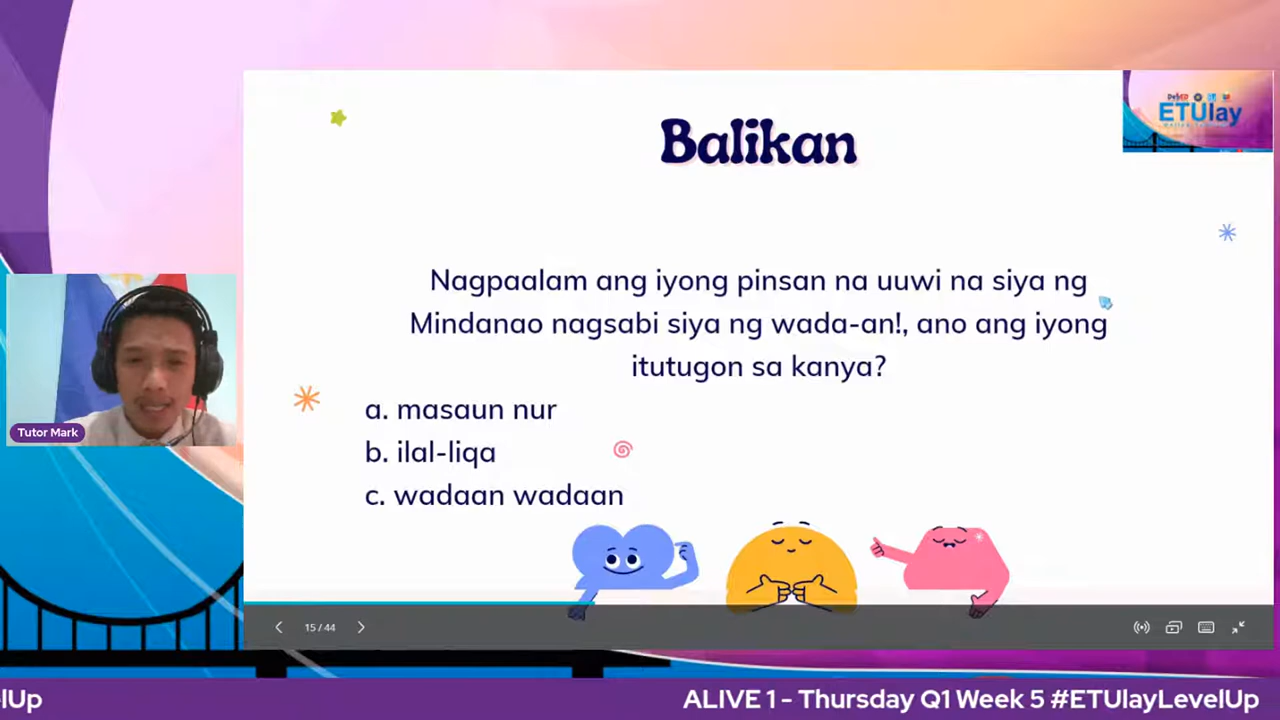 Balikan
ETUlay
Nagpaalam ang iyong pinsan na uuwi na siya ng
Mindanao nagsabi siya ng wada-an!, ano ang iyong
itutugon sa kanya?
a. masaun nur
b. ilal-liqa
c. wadaan wadaan
Tutor Mark
15 / 44
elUp
ALIVE 1 - Thursday Q1 Week 5 #ETUlayLevelUp